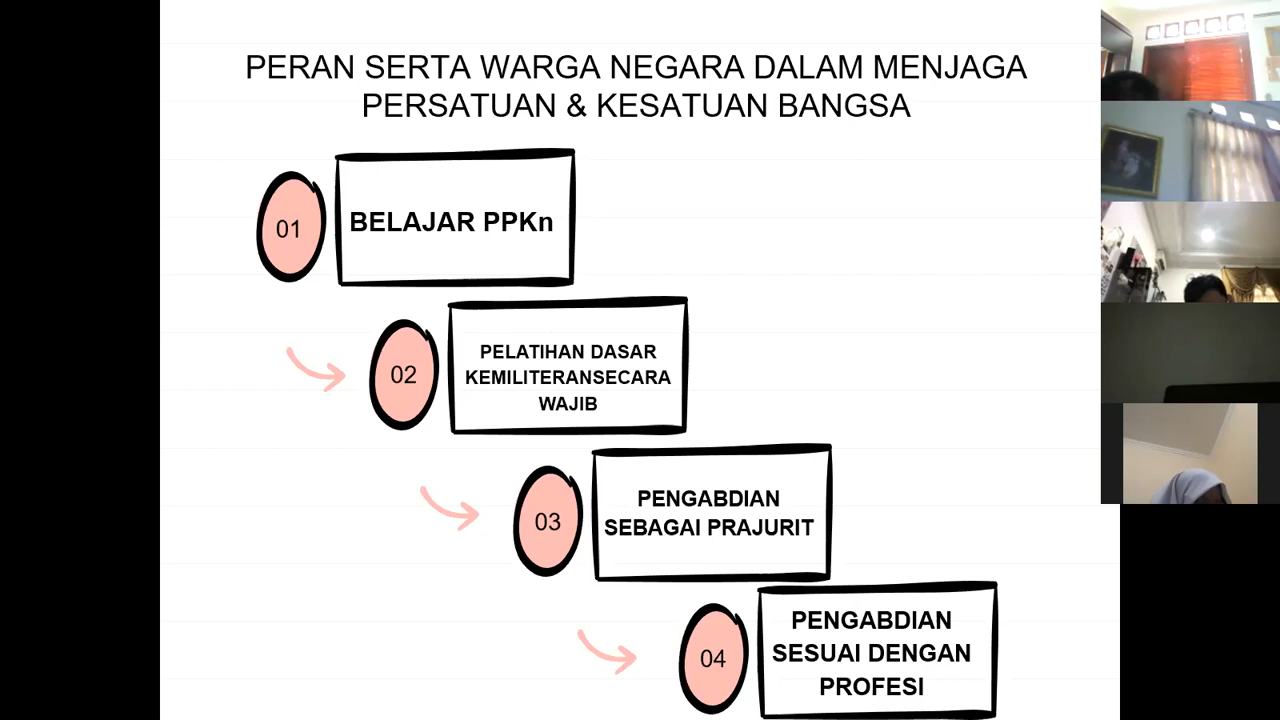 PERAN SERTA WARGA NEGARA DALAM MENJAGA
PERSATUAN & KESATUAN BANGSA
01
BELAJAR PPKn
02
PELATIHAN DASAR
KEMILITERANSECARA
WAJIB
03
PENGABDIAN
SEBAGAI PRAJURIT
04
PENGABDIAN
SESUAI DENGAN
PROFESI